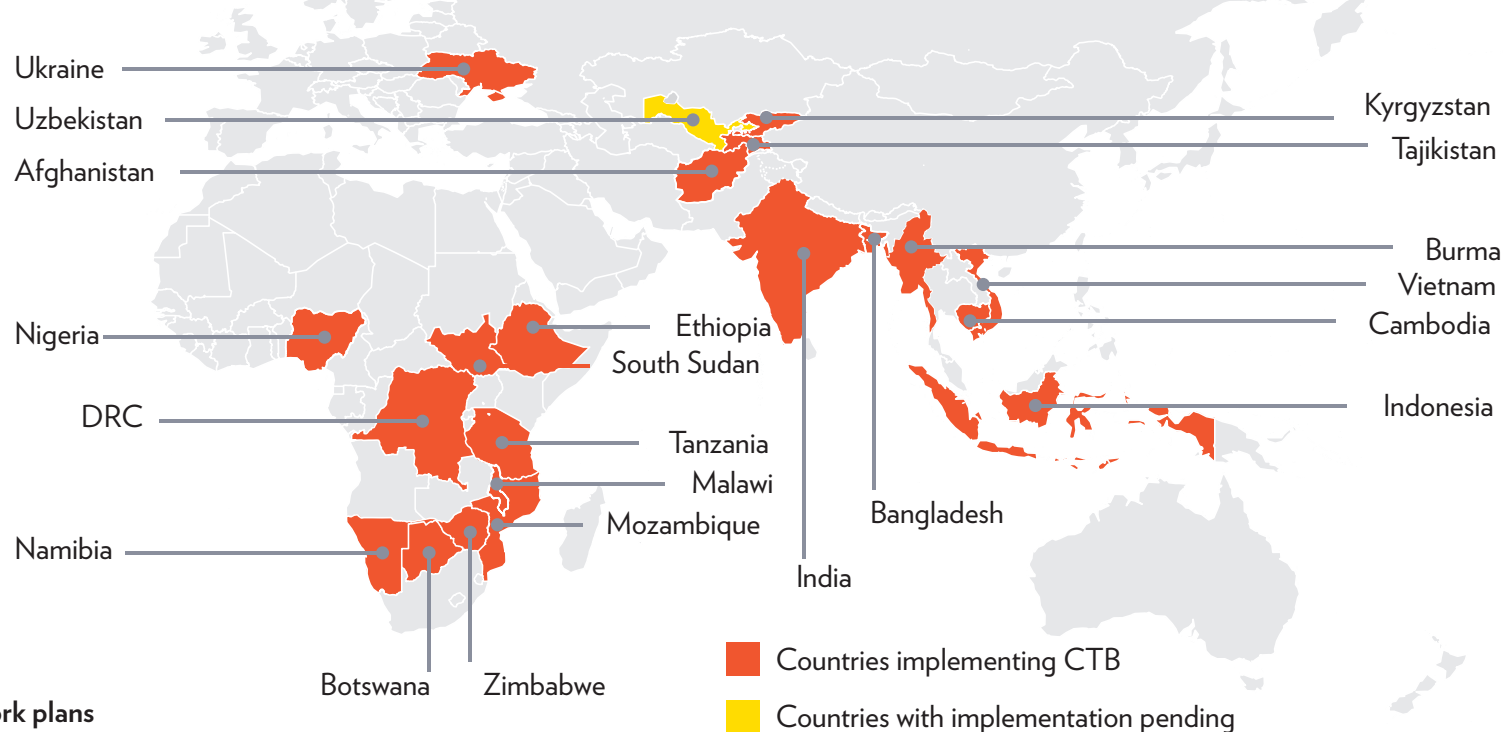 Ukraine
Uzbekistan
Afghanistan
Kyrgyzstan
Tajikistan
Burma
Vietnam
Cambodia
Indonesia
Nigeria
Ethiopia
South Sudan
DRC
Tanzania
Malawi
Mozambique
Namibia
Bangladesh
India
Botswana
Zimbabwe
Countries implementing CTB
Countries with implementation pending
rk plans